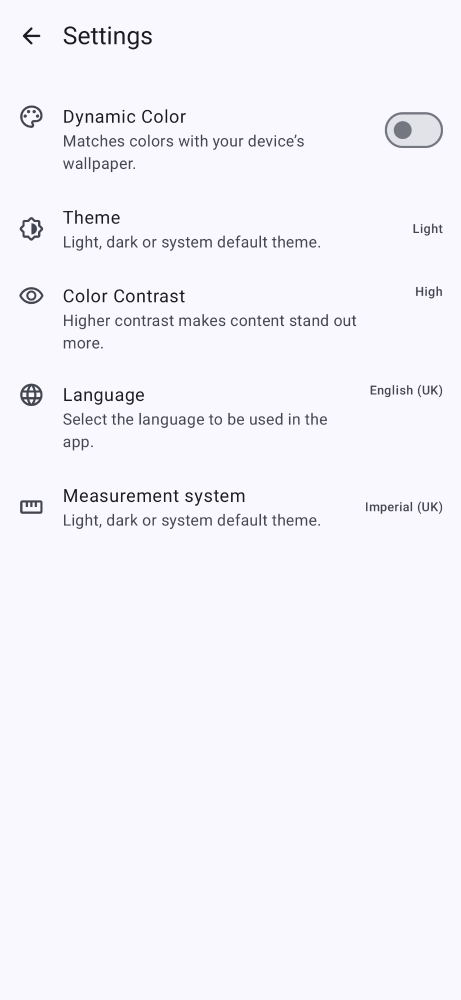 Settings
Dynamic Color
Matches colors with your device’s
wallpaper.
Theme
Light, dark or system default theme.
Light
Color Contrast
High
Higher contrast makes content stand out
more.
Language
English (UK)
Select the language to be used in the
app.
Measurement system
Light, dark or system default theme.
Imperial (UK)